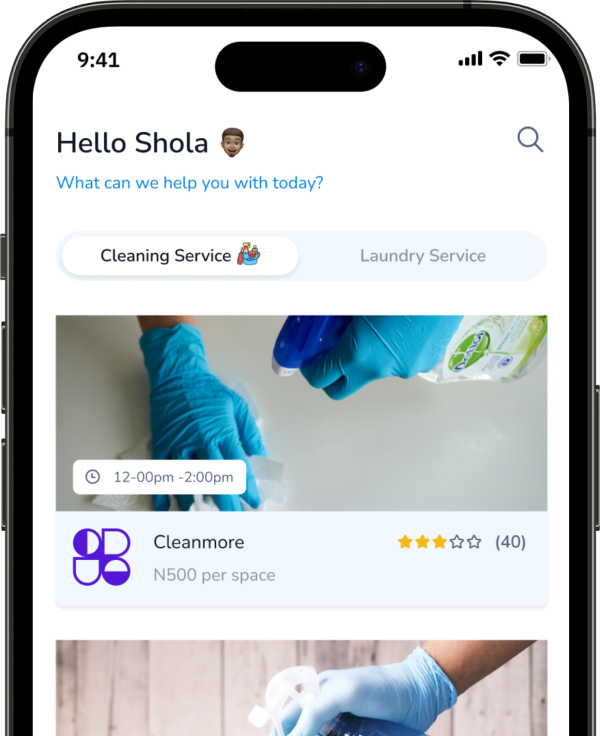 9:41
Hello Shola
What can we help you with today?
Cleaning Service
Laundry Service
12-00pm -2:00pm
Cleanmore
(40)
N500 per space